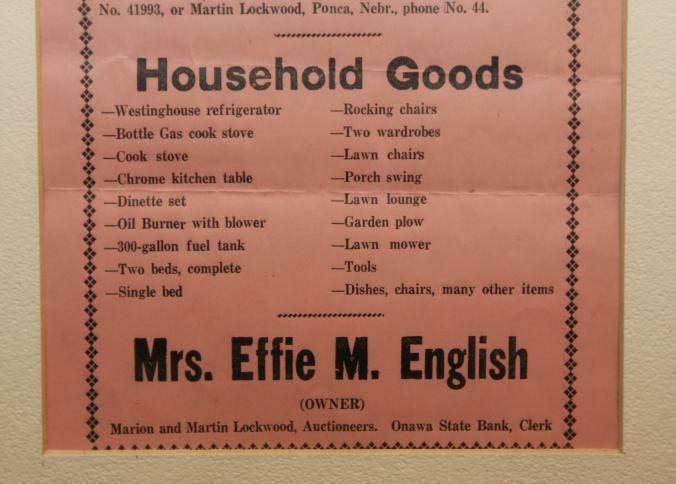 No. 41993, or Martin Lockwood, Ponca, Nebr., phone No. 44.
Household Goods
—Westinghouse refrigerator
—Bottle Gas cook stove
—Cook stove
—Chrome kitchen table
—Dinette set
—Oil Burner with blower
—300-gallon fuel tank
—Two beds, complete
—Single bed
—Rocking chairs
—Two wardrobes
—Lawn chairs
—Porch swing
—Lawn lounge
—Garden plow
—Lawn mower
—Tools
—Dishes, chairs, many other items
Mrs. Effie M. English
(OWNER)
Marion and Martin Lockwood, Auctioneers. Onawa State Bank, Clerk